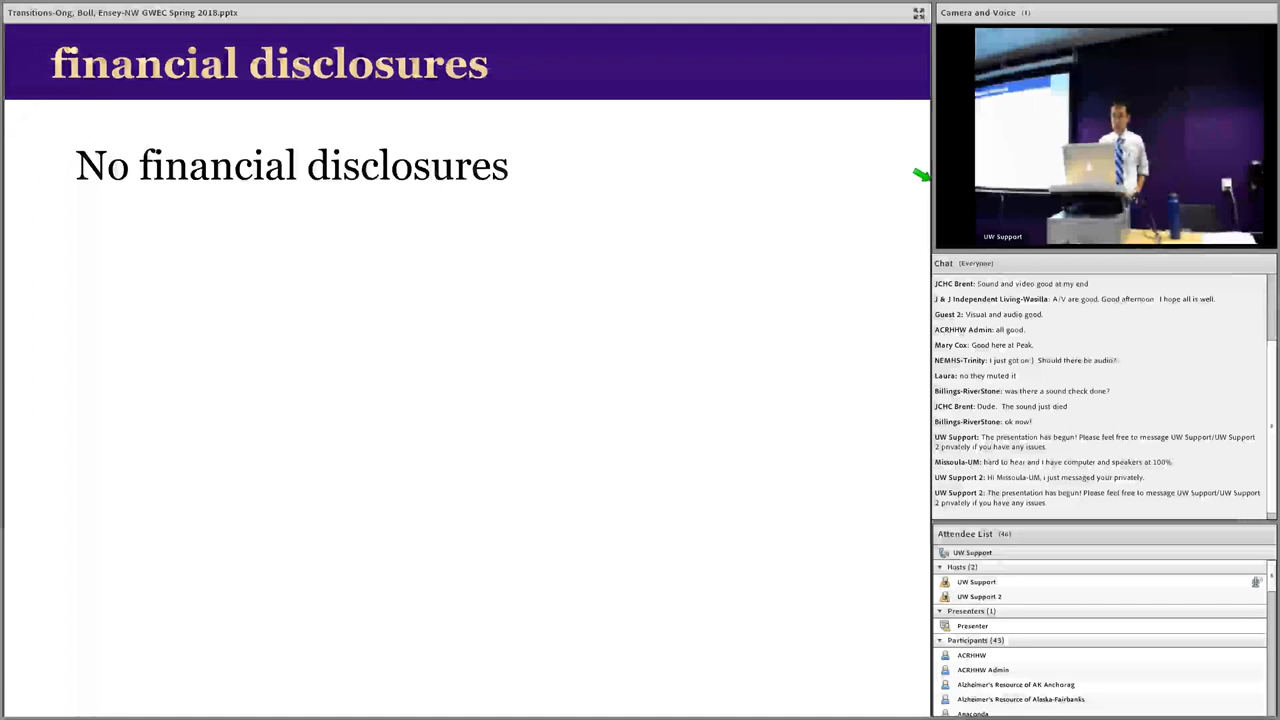 Transitions-Ong, Boll, Ensey-NW GWEC Spring 2018.pptx
financial disclosures
No financial disclosures
Camera and Voice (1)
UW Support
Chat (Everyone)
JCHC Brent: Sound and video good at my end
J & J Independent Living-Wasilla: A/V are good. Good afternoon I hope all is well.
Guest 2: Visual and audio good.
ACRHHW Admin: all good.
Mary Cox: Good here at Peak.
NEMHS-Trinity: I just got on:) Should there be audio?
Laura: no they muted it
Billings-RiverStone: was there a sound check done?
JCHC Brent: Dude. The sound just died
Billings-RiverStone: ok now!
UW Support: The presentation has begun! Please feel free to message UW Support/UW Support
2 privately if you have any issues.
Missoula-UM: hard to hear and I have computer and speakers at 100%.
UW Support 2: Hi Missoula-UM, i just messaged your privately.
UW Support 2: The presentation has begun! Please feel free to message UW Support/UW Support
2 privately if you have any issues.
Attendee List (46)
UW Support
Hosts (2)
UW Support
UW Support 2
Presenters (1)
Presenter
Participants (43)
ACRHHW
ACRHHW Admin
Alzheimer's Resource of AK Anchorag
Alzheimer's Resource of Alaska-Fairbanks
Anaconda